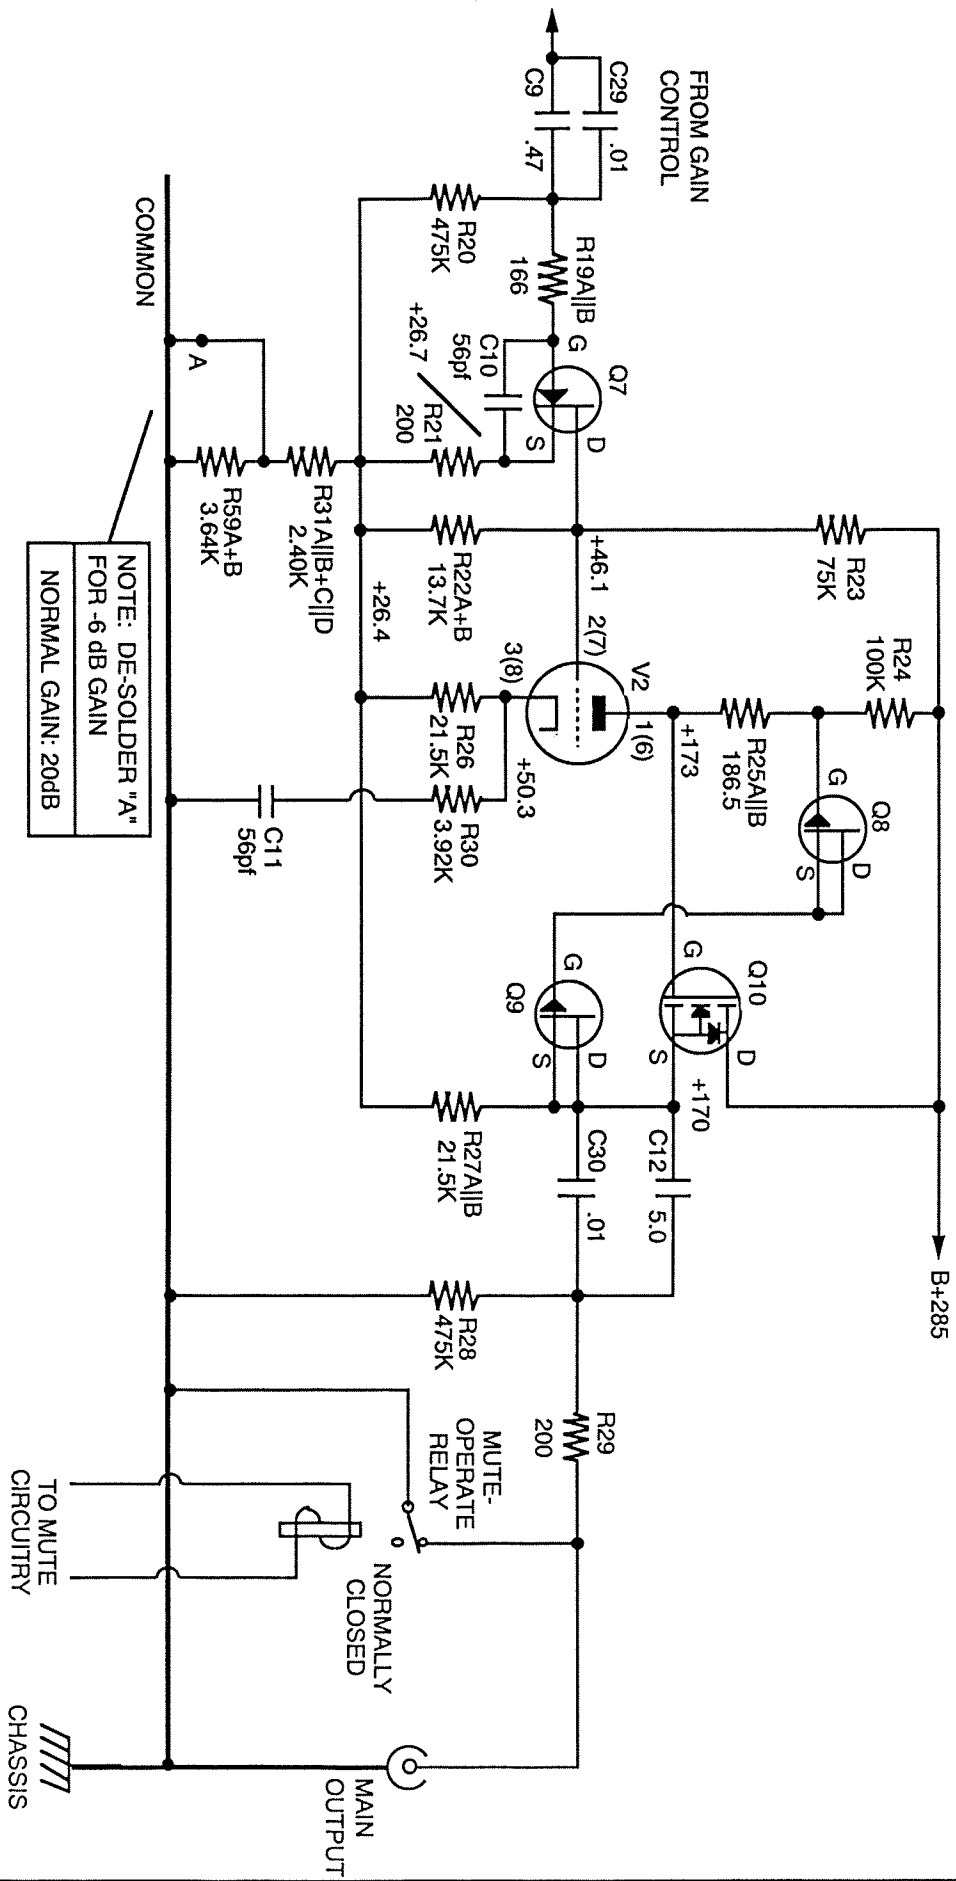 FROM GAIN
CONTROL
C29
.01
C9
.47
R19A||B
166
R20
475K
G
Q7
S
D
C10
56pf
+26.7
R21
200
R31A||B+C||D
2.40K
R59A+B
3.64K
A
COMMON
NOTE: DE-SOLDER "A"
FOR -6 dB GAIN
NORMAL GAIN: 20dB
R22A+B
13.7K
+26.4
+46.1
2(7)
R23
75K
V2
1(6)
3(8)
+50.3
R26
21.5K
R30
3.92K
C11
56pf
+173
R24
100K
R25A||B
186.5
G
Q8
S
D
G
Q9
S
D
G
Q10
S
D
+170
R27A||B
21.5K
C30
.01
C12
5.0
B+285
R28
475K
R29
200
MUTE-
OPERATE
RELAY
NORMALLY
CLOSED
TO MUTE
CIRCUITRY
MAIN
OUTPUT
CHASSIS